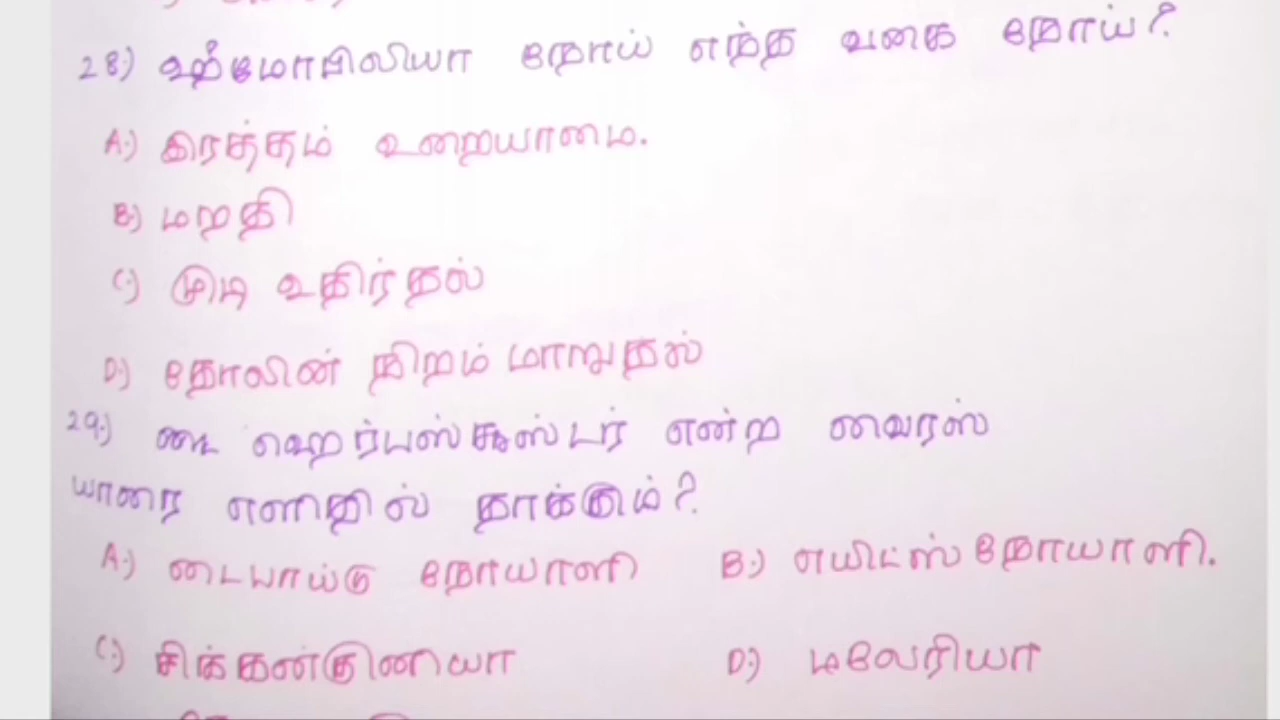 28) ஹீமோபிலியா நோய் எந்த வகை நோய்?
A.) இரத்தம் உறையாமை.
B.) மறதி
C.) முடி உதிர்தல்
D.) தோலின் நிறம் மாறுதல்
29.) ஹெர்பஸ் சூஸ்டர் என்ற வைரஸ்
யாரை எளிதில் தாக்கும்?
A.) டைபாய்டு நோயாளி B.) எயிட்ஸ் நோயாளி.
C.) சிக்கன்குனியா D.) மலேரியா